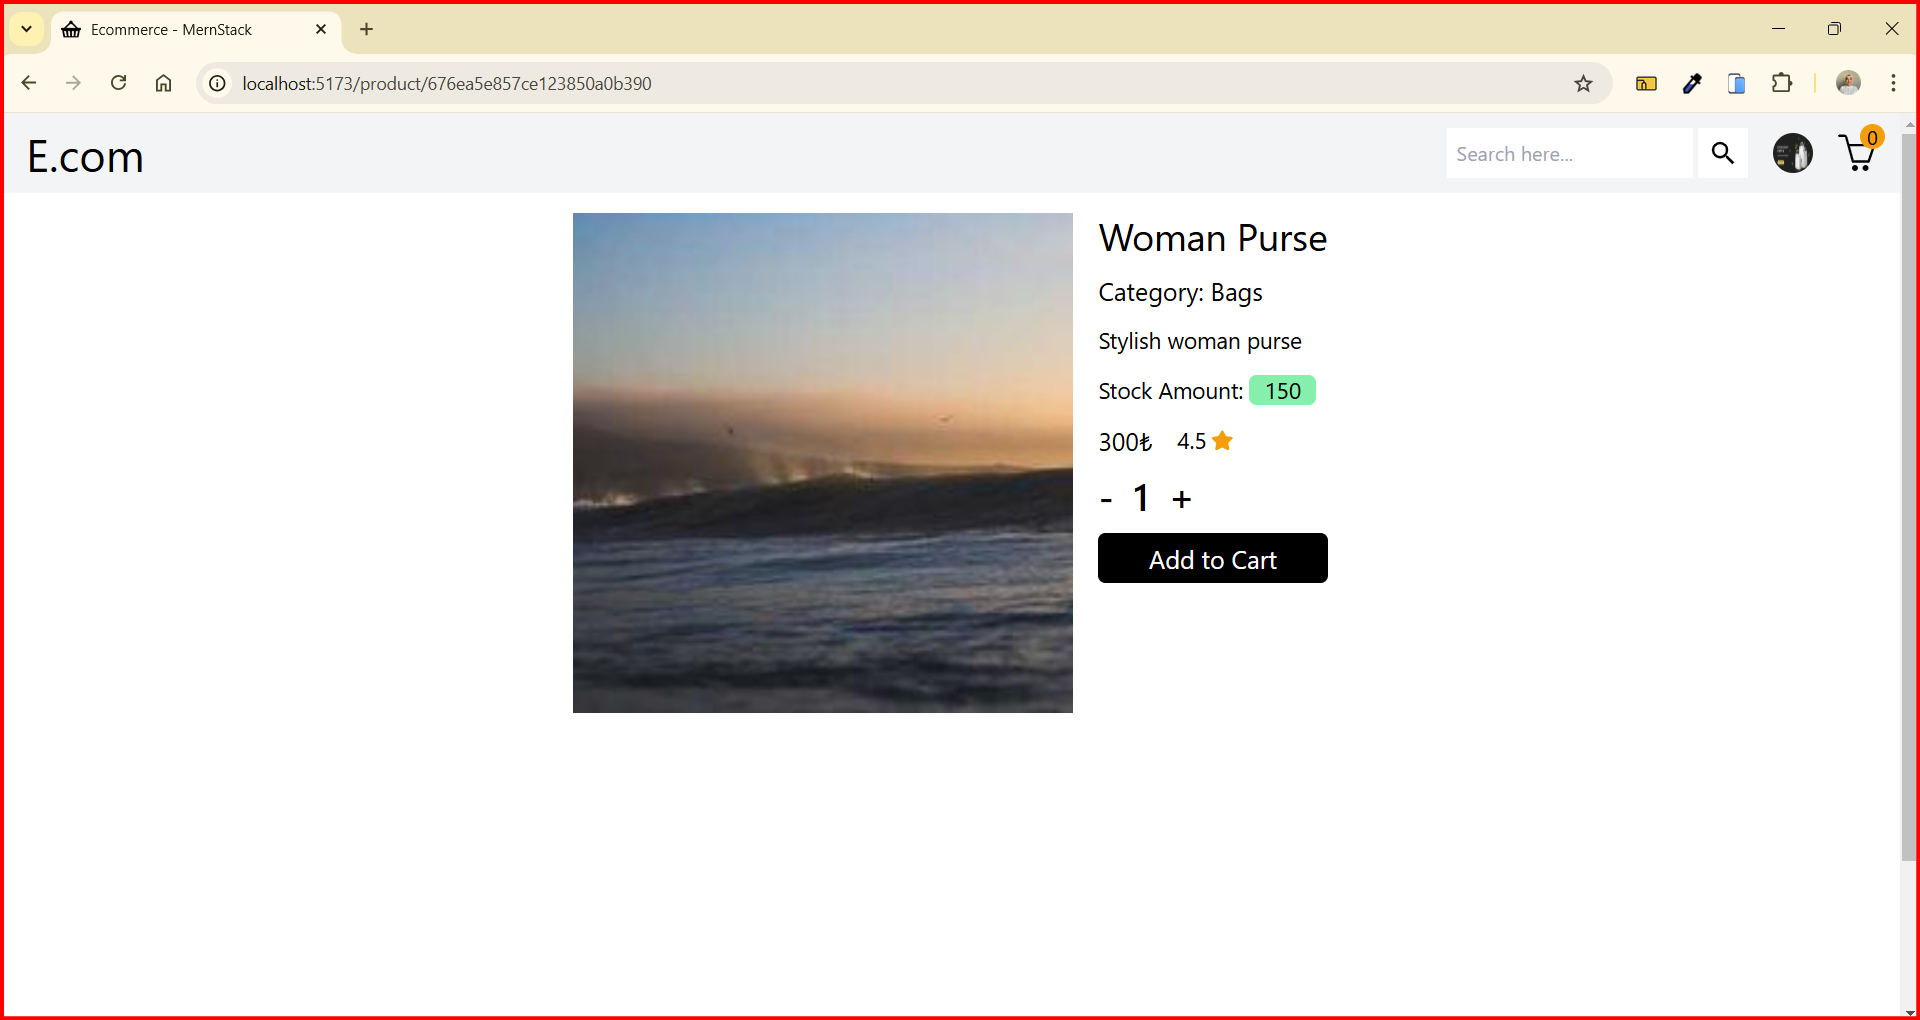 Ecommerce - MernStack
localhost:5173/product/676ea5e857ce123850a0b390
E.com
Search here...
0
Woman Purse
Category: Bags
Stylish woman purse
Stock Amount: 150
300₺ 4.5
- 1 +
Add to Cart